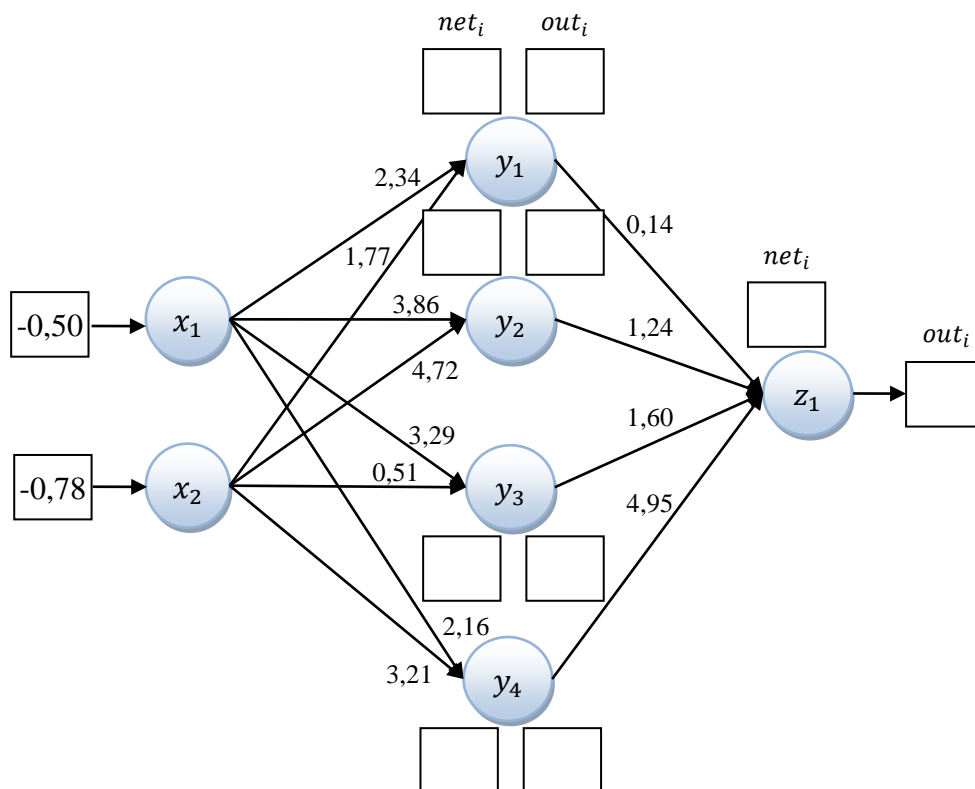 net_i out_i
y_1
2,34
0,14
1,77
net_i
-0,50
x_1
3,86
y_2
1,24
out_i
4,72
z_1
3,29
1,60
-0,78
x_2
0,51
y_3
4,95
2,16
3,21
y_4